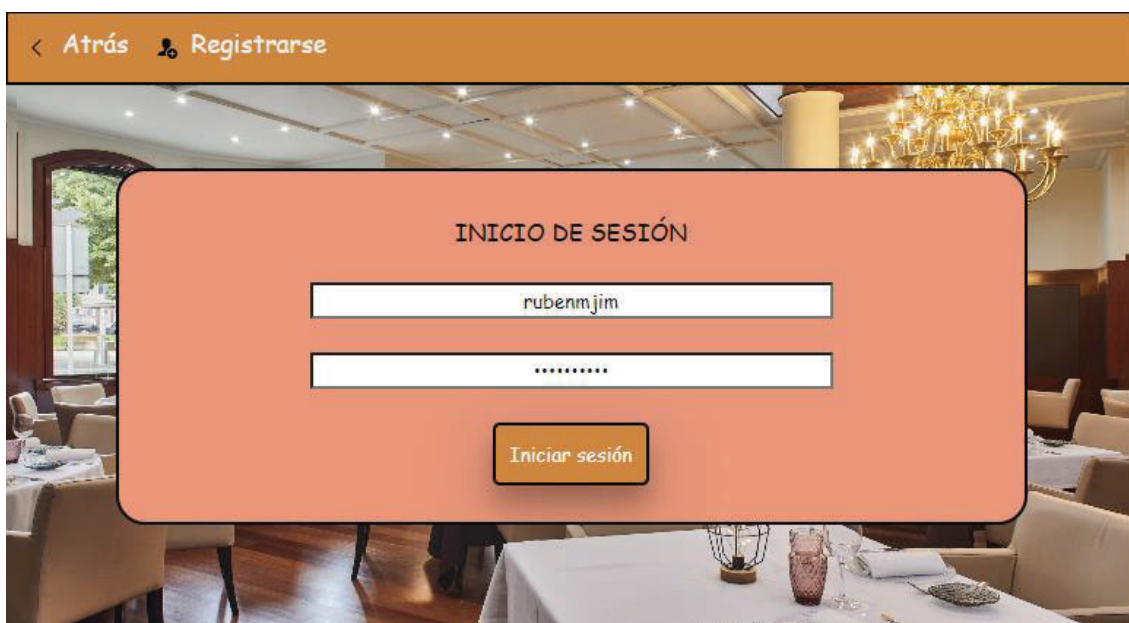 Atrás Registrarse
INICIO DE SESIÓN
rubenmjim
••••••••••
Iniciar sesión